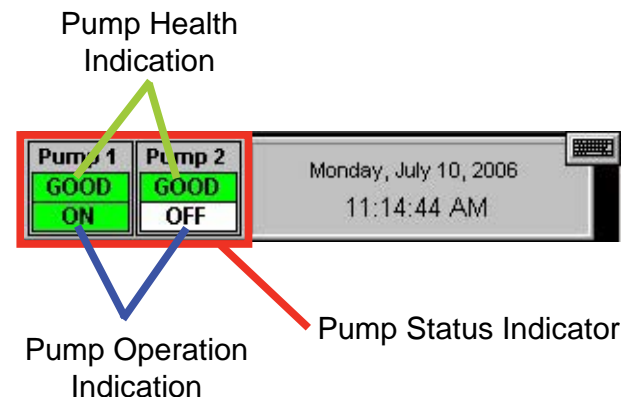 Pump Health
Indication
Pump 1
Pump 2
GOOD
GOOD
ON
OFF
Monday, July 10, 2006
11:14:44 AM
Pump Status Indicator
Pump Operation
Indication